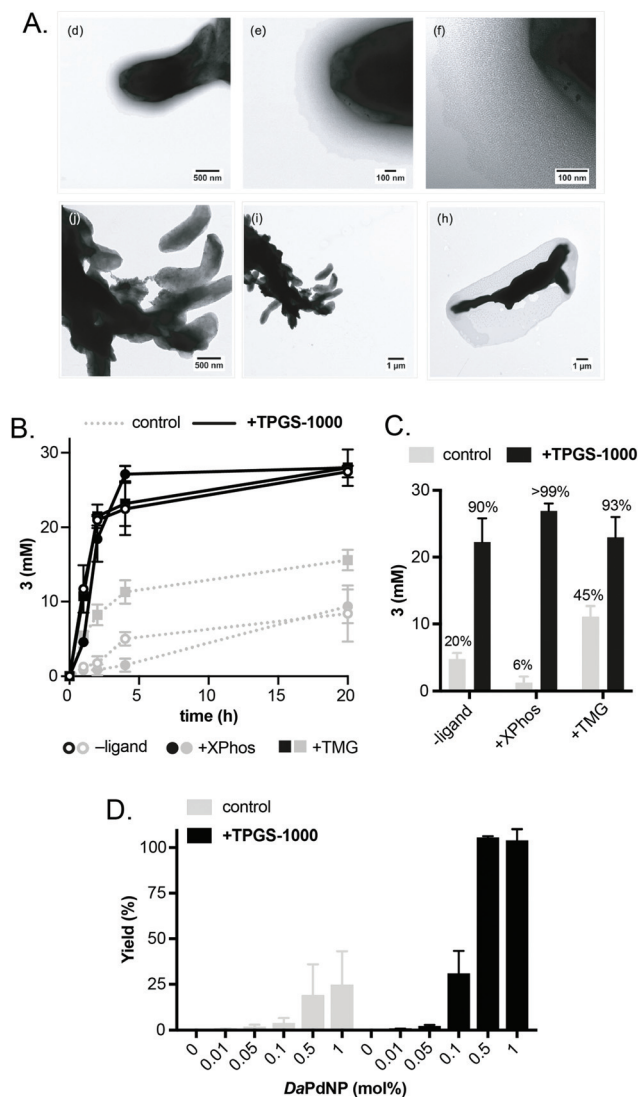 A.
(d) (e) (f)
500 nm 100 nm 100 nm
(j) (i) (h)
500 nm 1 µm 1 µm
B.
control +TPGS-1000
3 (mM)
30
20
10
0
0 5 10 15 20
time (h)
–ligand +XPhos +TMG
C.
control +TPGS-1000
3 (mM)
30
20
10
0
20% 90% 6% >99% 45% 93%
-ligand +XPhos +TMG
D.
control
+TPGS-1000
Yield (%)
100
75
50
25
0
0 0.01 0.05 0.1 0.5 1 0 0.01 0.05 0.1 0.5 1
DaPdNP (mol%)